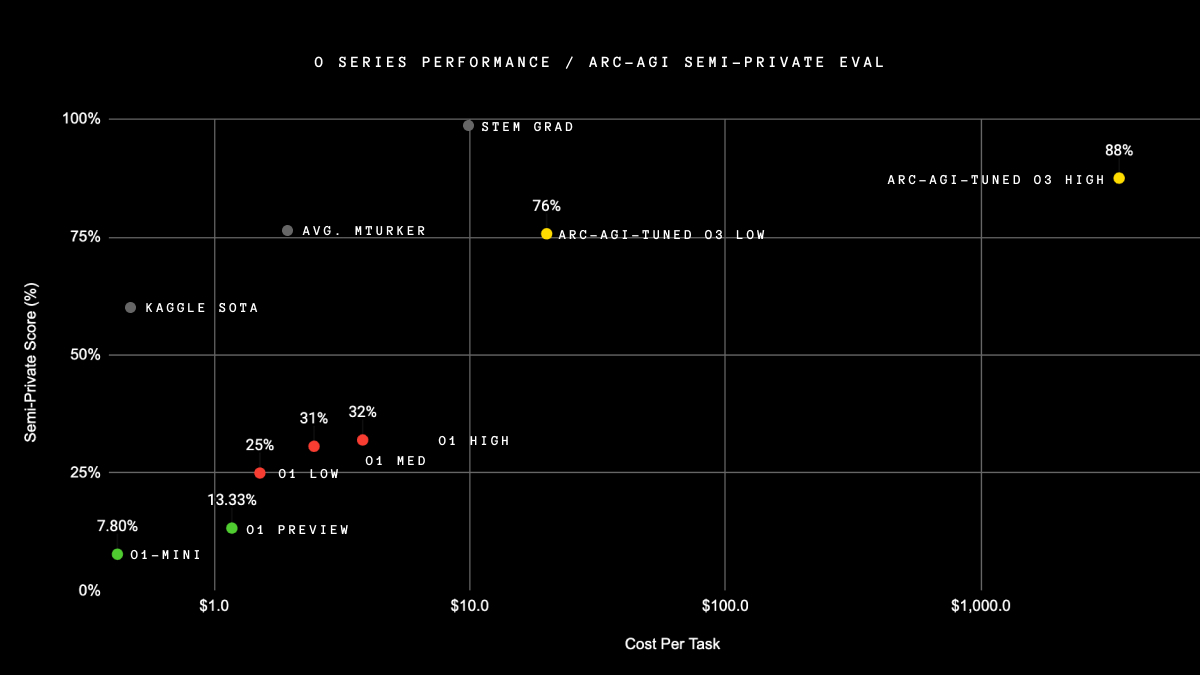 O SERIES PERFORMANCE / ARC-AGI SEMI-PRIVATE EVAL
100%
STEM GRAD
88%
ARC-AGI-TUNED O3 HIGH
76%
75%
AVG. MTURKER
ARC-AGI-TUNED O3 LOW
KAGGLE SOTA
Semi-Private Score (%)
50%
31%
32%
25%
O1 HIGH
O1 MED
25%
O1 LOW
13.33%
O1 PREVIEW
7.80%
O1-MINI
0%
$1.0
$10.0
$100.0
$1,000.0
Cost Per Task